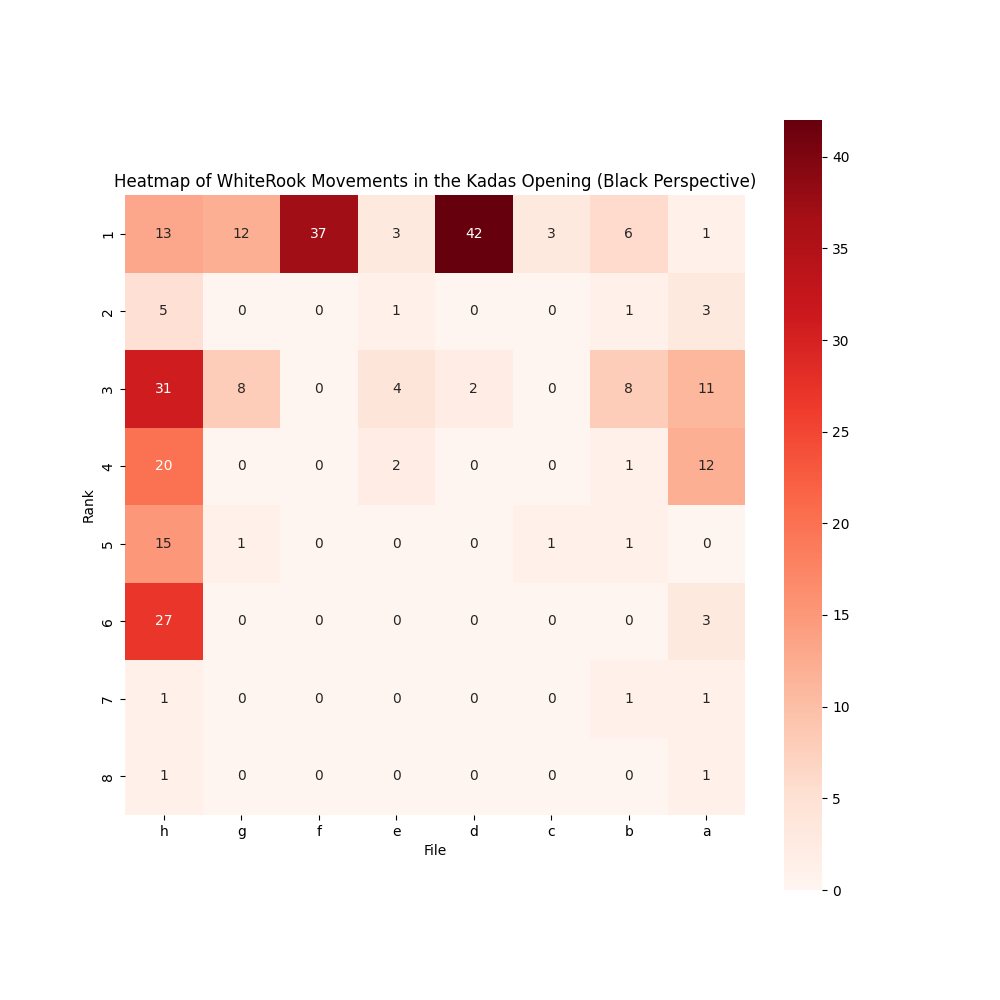 Heatmap of WhiteRook Movements in the Kadas Opening (Black Perspective)
1 13 12 37 3 42 3 6 1
2 5 0 0 1 0 0 1 3
3 31 8 0 4 2 0 8 11
4 20 0 0 2 0 0 1 12
5 15 1 0 0 0 1 1 0
6 27 0 0 0 0 0 0 3
7 1 0 0 0 0 0 1 1
8 1 0 0 0 0 0 0 1
h g f e d c b a
File
Rank
40
35
30
25
20
15
10
5
0